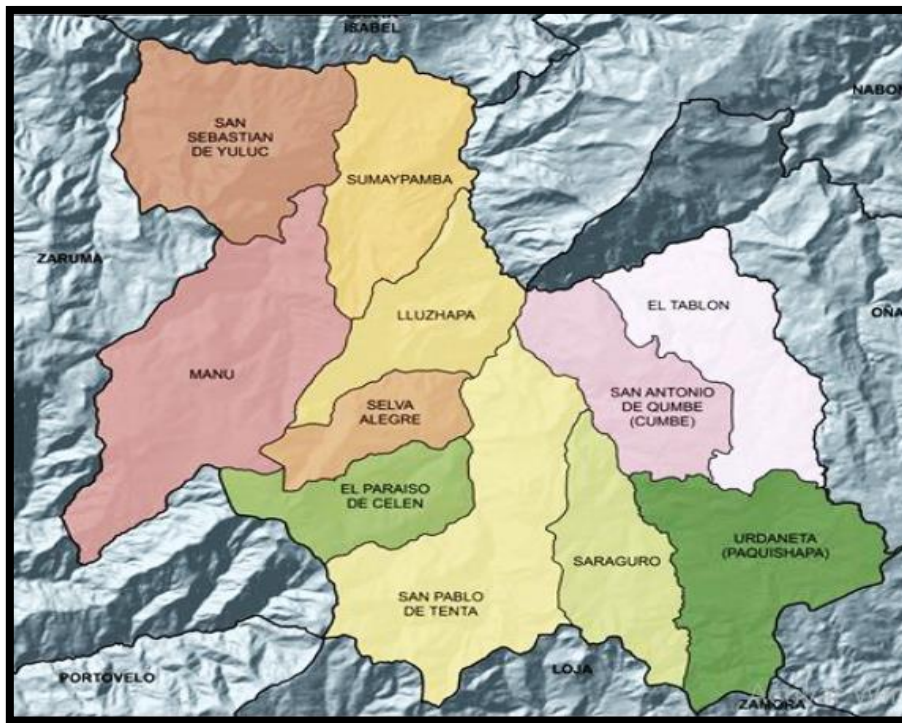 ISABEL
NABON
SAN
SEBASTIAN
DE YULUC
SUMAYPAMBA
ZARUMA
EL TABLON
LLUZHAPA
OÑA
MANU
SELVA
ALEGRE
SAN ANTONIO
DE QUMBE
(CUMBE)
EL PARAISO
DE CELEN
URDANETA
(PAQUISHAPA)
SARAGURO
SAN PABLO
DE TENTA
LOJA
PORTOVELO
ZAMORA